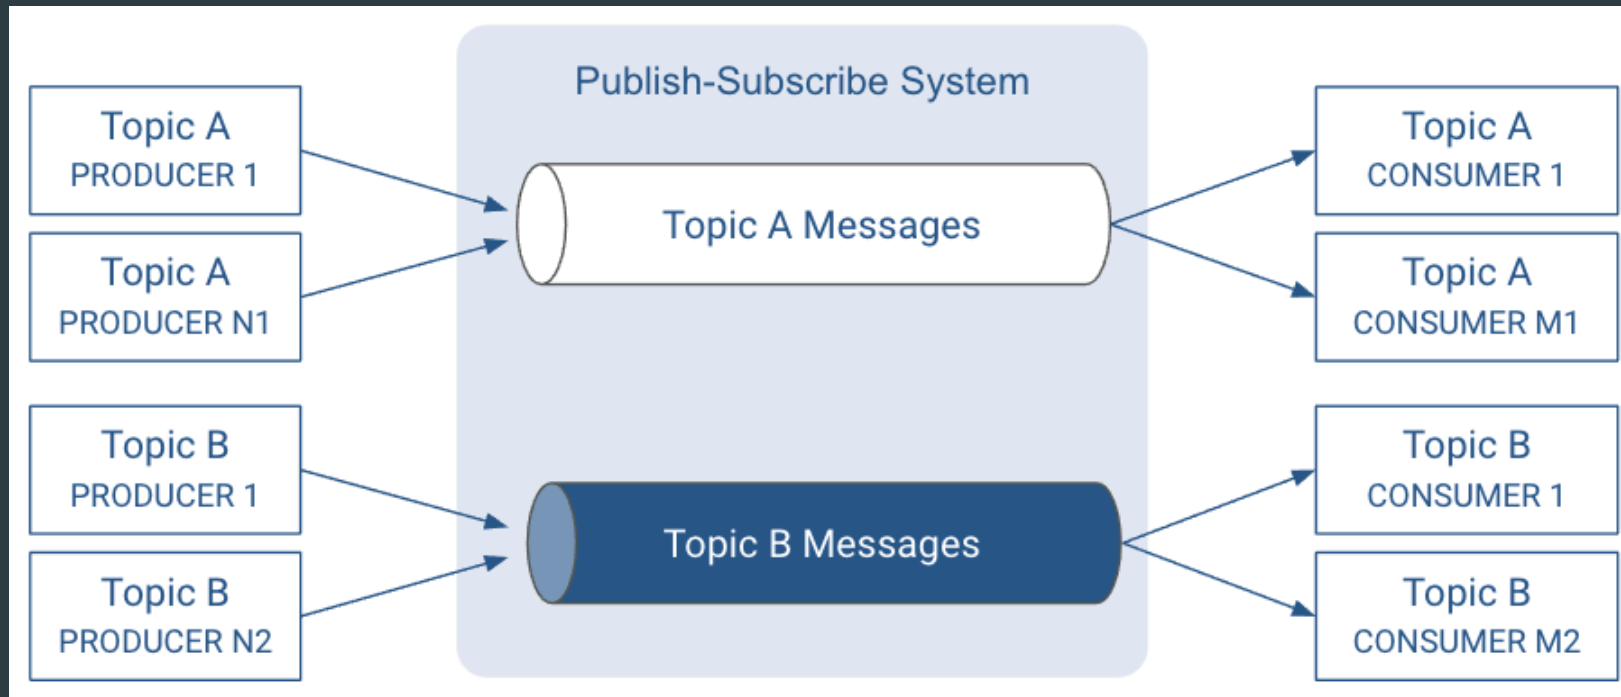 Publish-Subscribe System
Topic A
PRODUCER 1
Topic A
PRODUCER N1
Topic B
PRODUCER 1
Topic B
PRODUCER N2
Topic A Messages
Topic B Messages
Topic A
CONSUMER 1
Topic A
CONSUMER M1
Topic B
CONSUMER 1
Topic B
CONSUMER M2